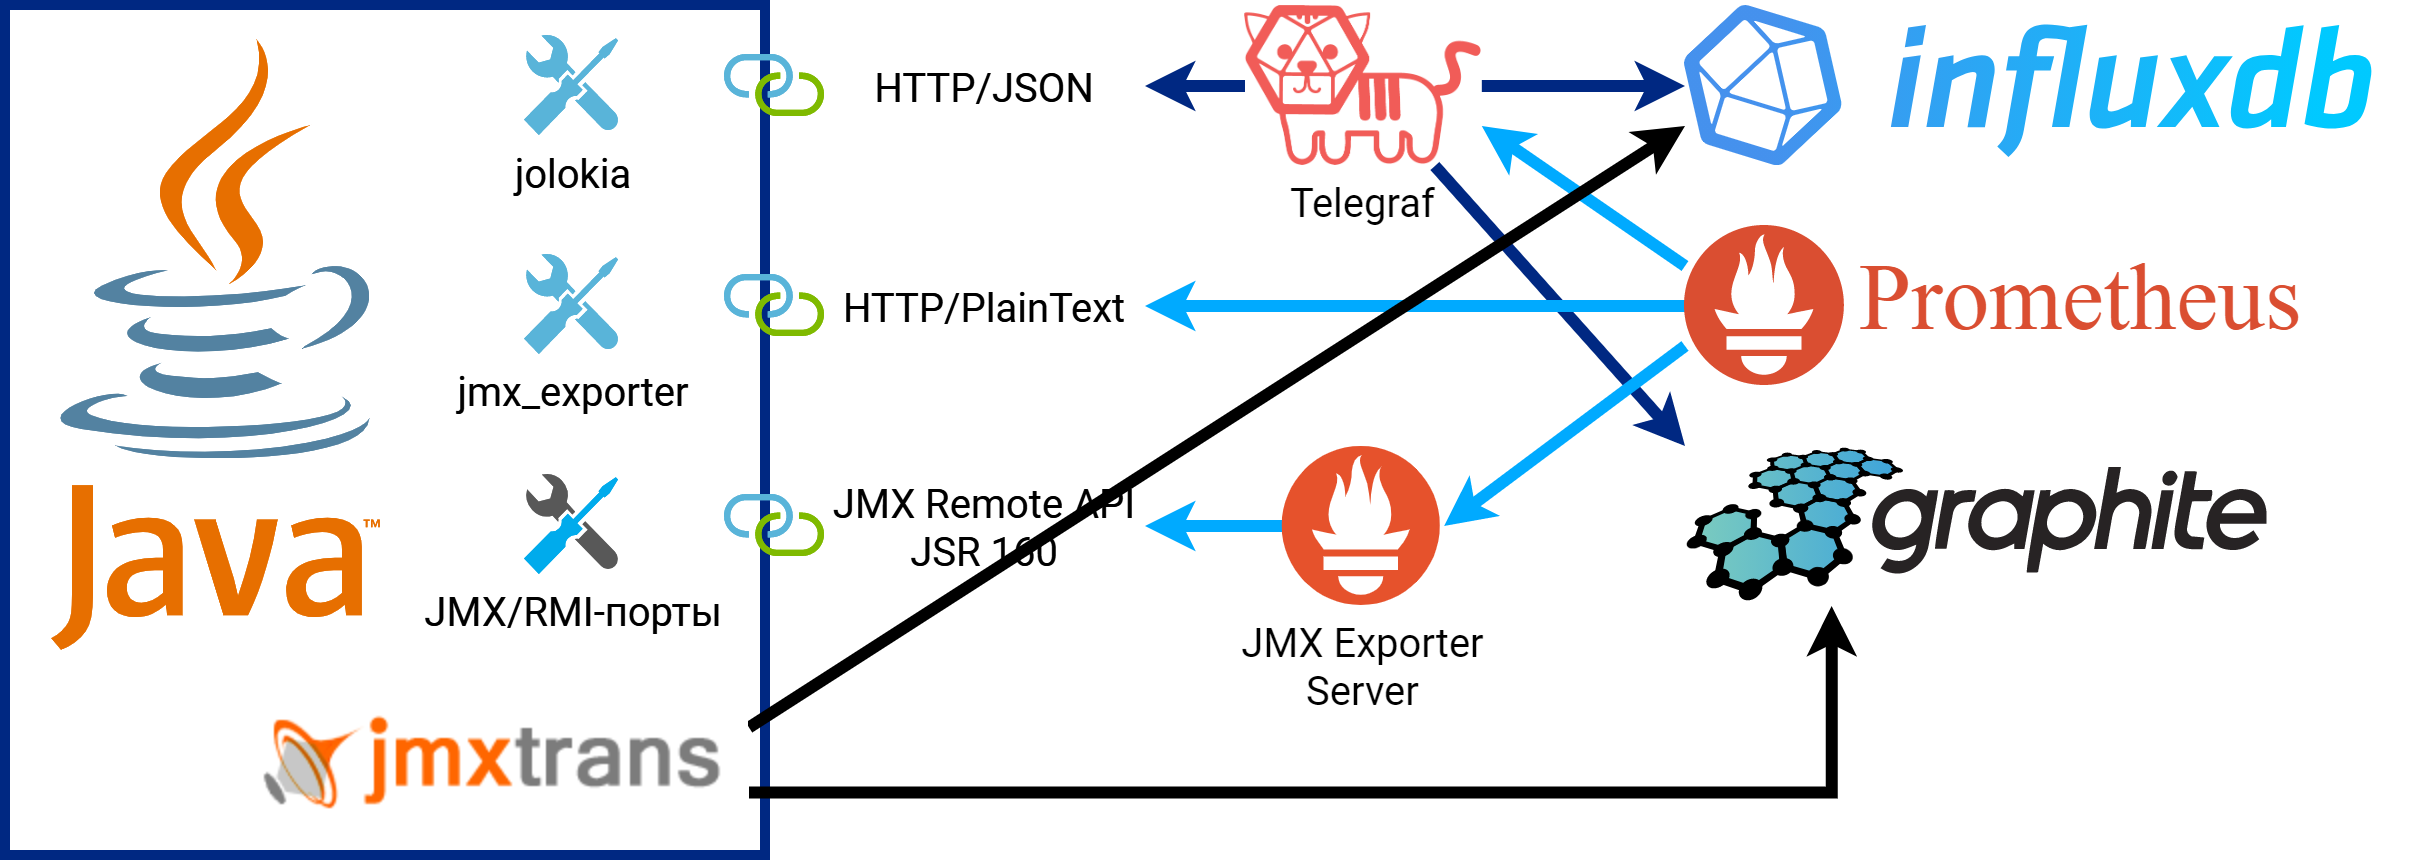 jolokia
HTTP/JSON
Telegraf
influxdb
jmx_exporter
HTTP/PlainText
Prometheus
Java™
JMX/RMI-порты
JMX Remote API
JSR 160
JMX Exporter
Server
graphite
jmxtrans